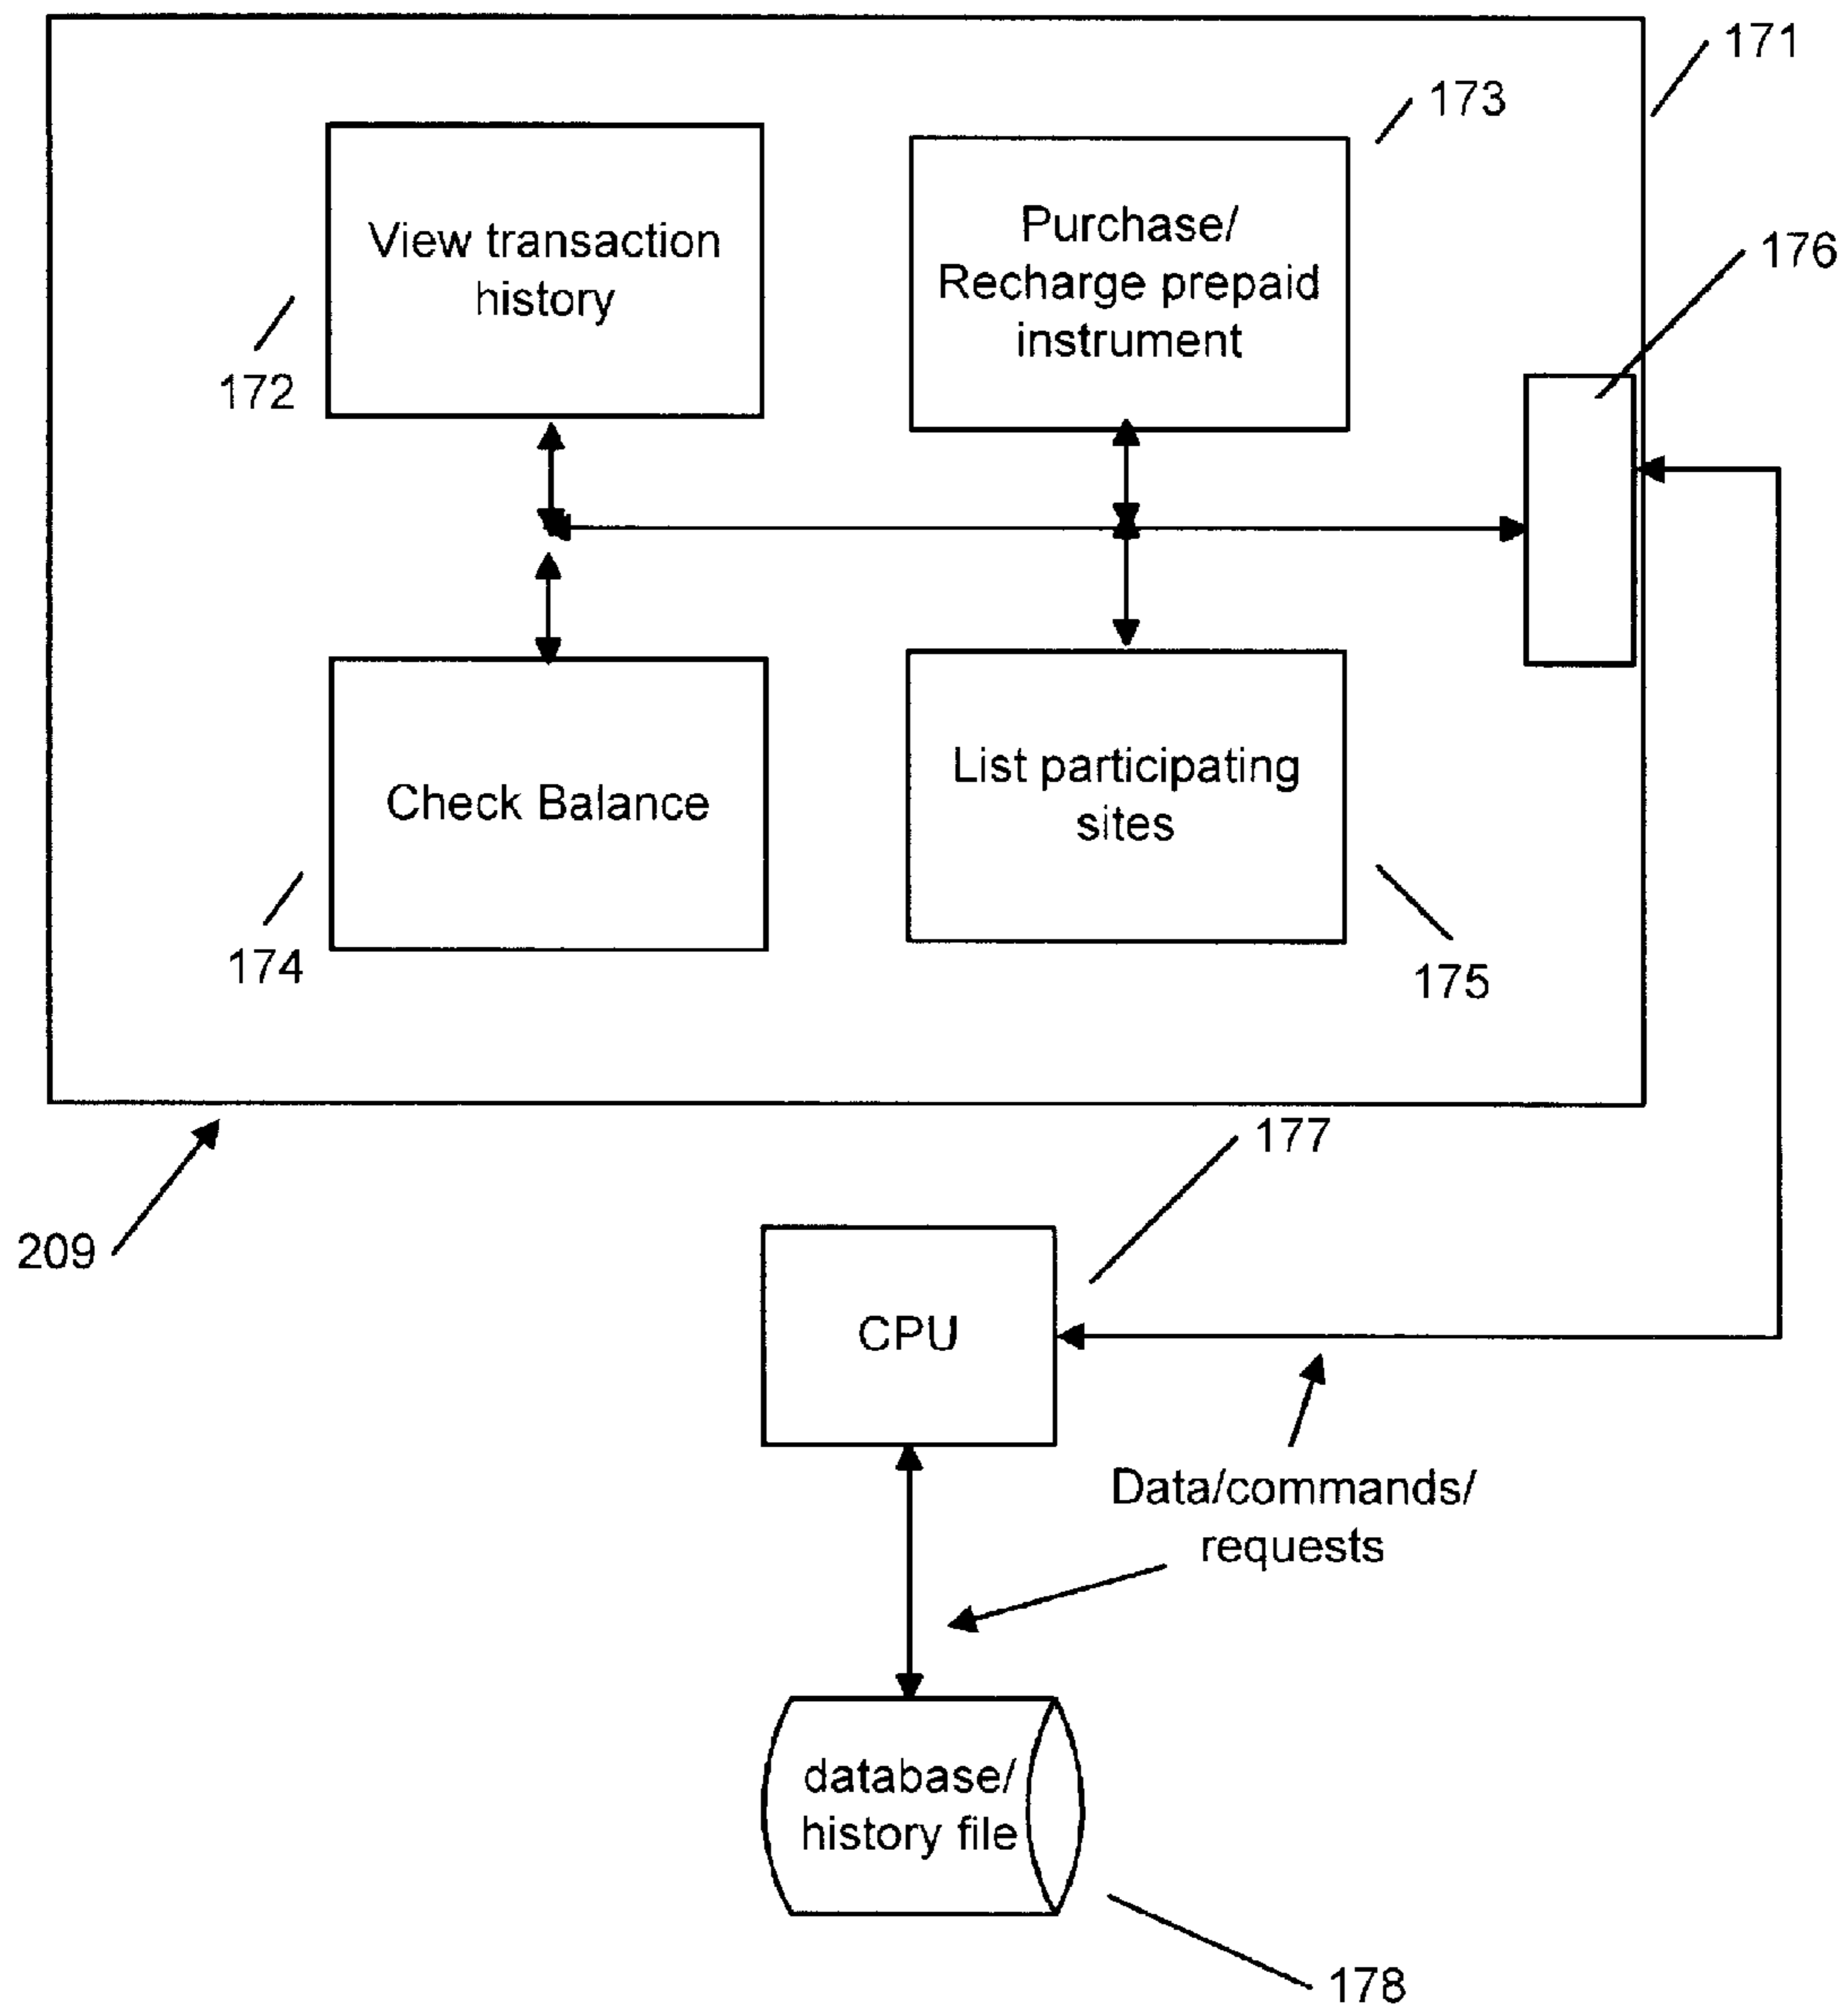 171
173
Purchase/
Recharge prepaid
instrument
View transaction
history
176
172
Check Balance
List participating
sites
174
175
177
209
CPU
Data/commands/
requests
database/
history file
178